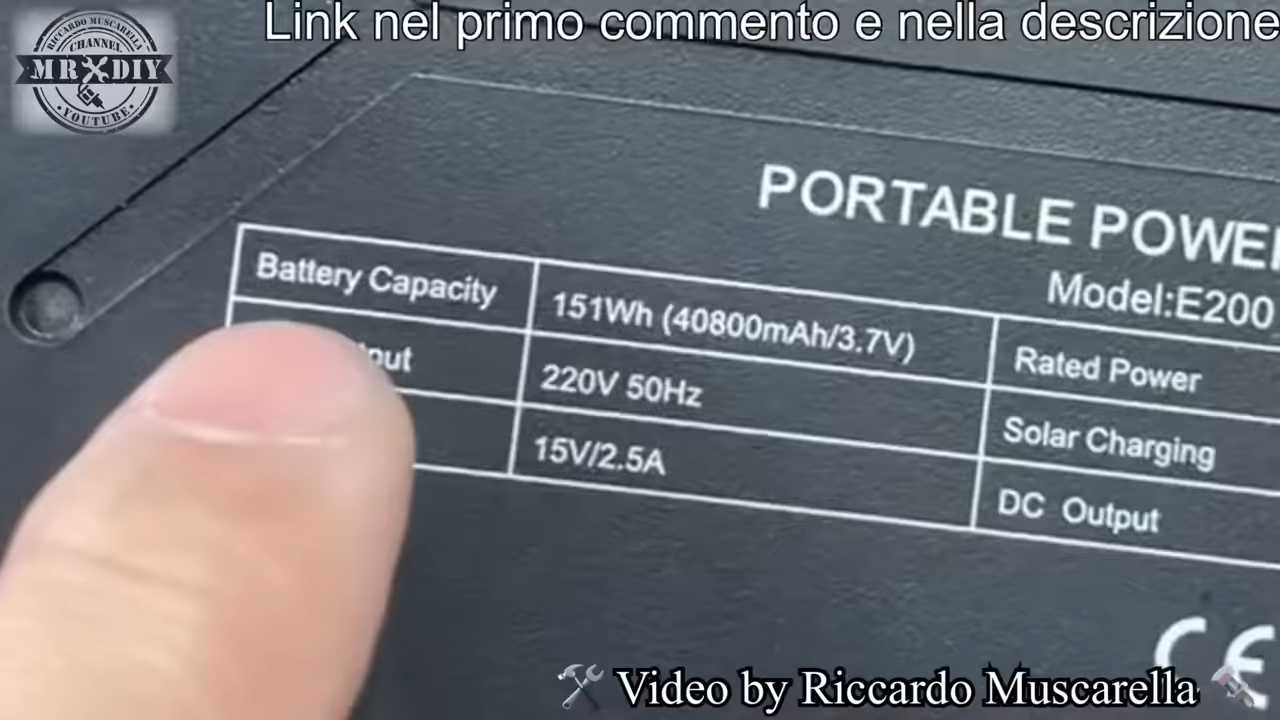 Link nel primo commento e nella descrizione
RICCARDO MUSCARELLA
CHANNEL
MR DIY
YOUTUBE
PORTABLE POWE
Model:E200
Battery Capacity
151Wh (40800mAh/3.7V)
Rated Power
220V 50Hz
Solar Charging
15V/2.5A
DC Output
CE
Video by Riccardo Muscarella